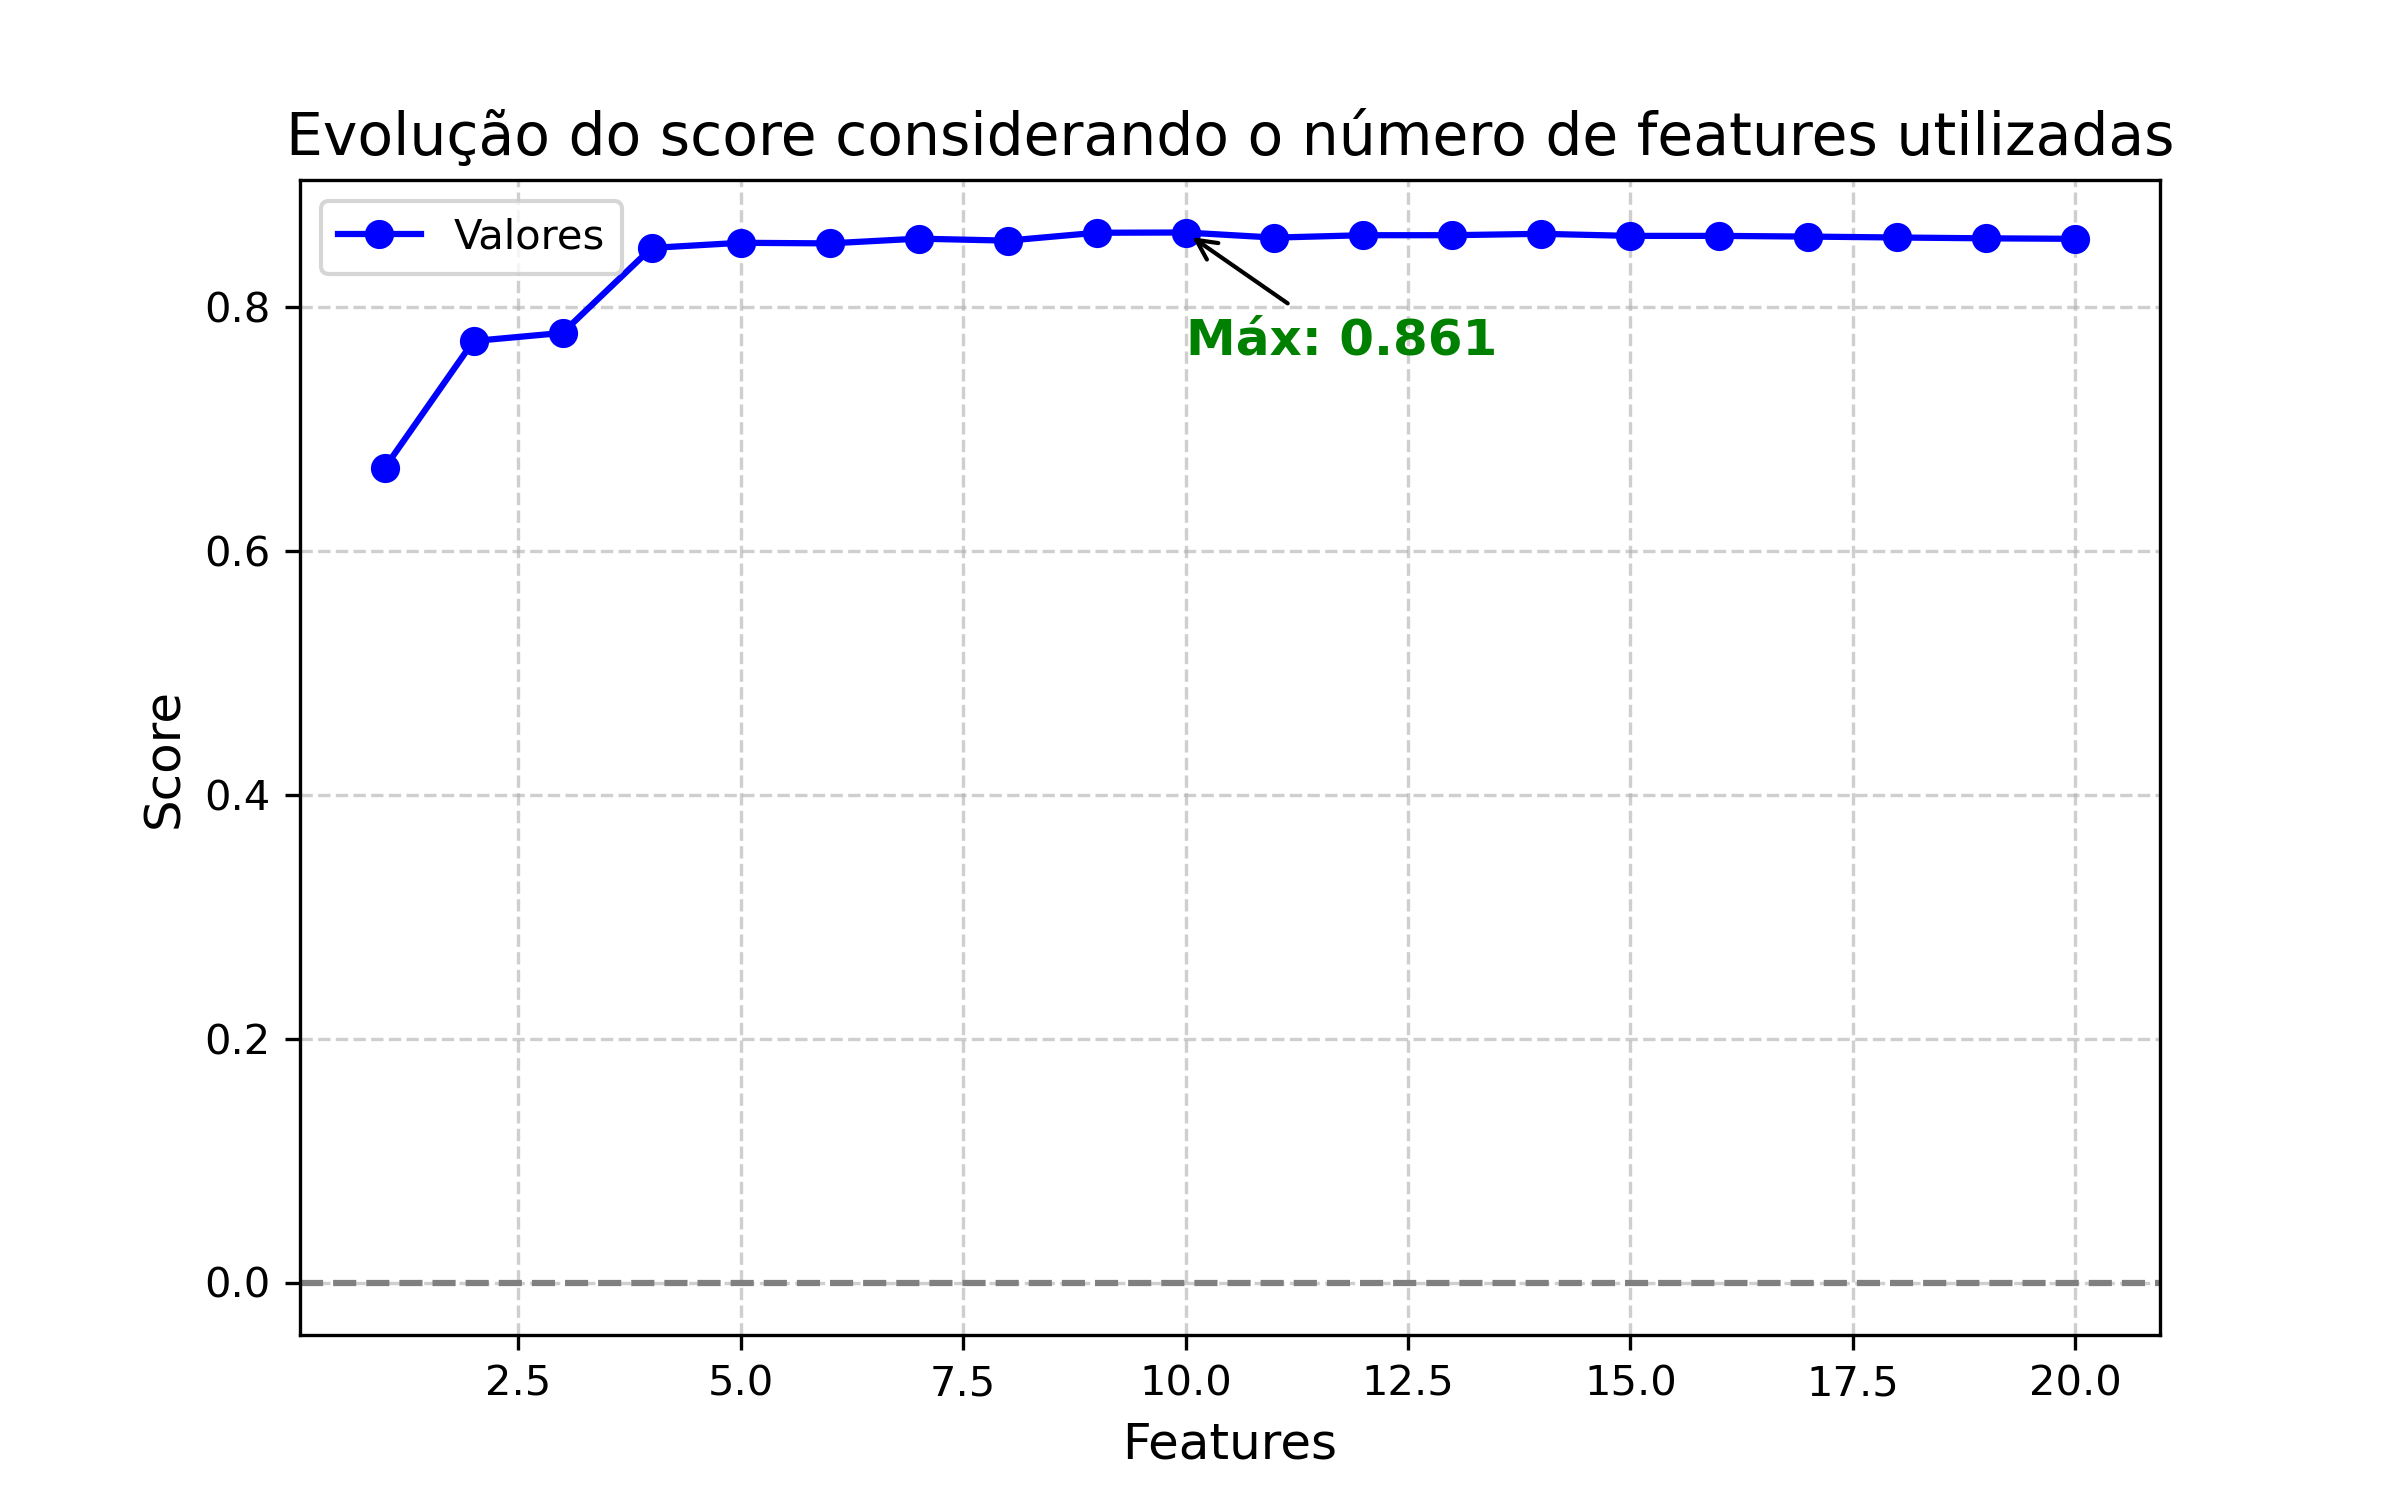 Evolução do score considerando o número de features utilizadas
Valores
Máx: 0.861
0.8
0.6
0.4
0.2
0.0
Score
2.5 5.0 7.5 10.0 12.5 15.0 17.5 20.0
Features